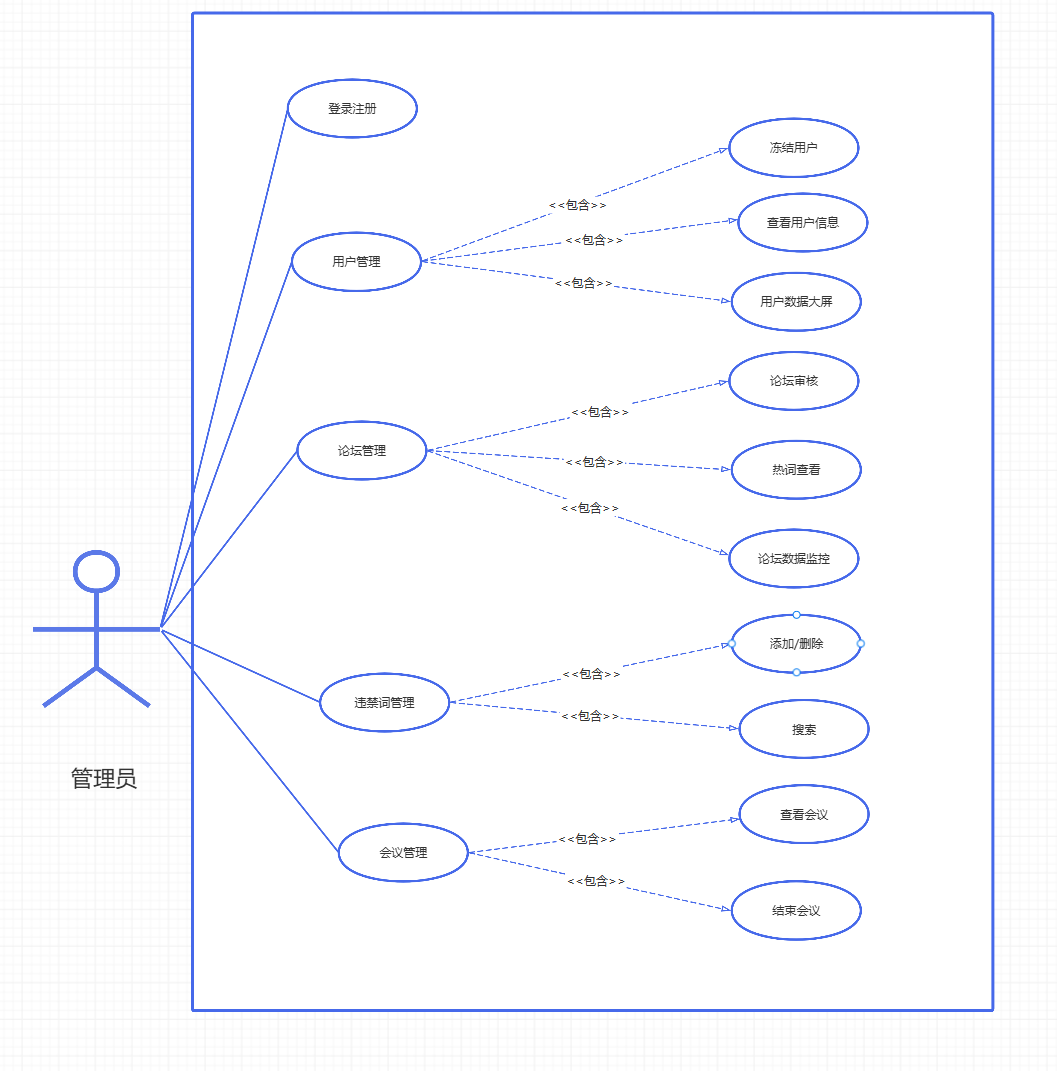 登录注册
冻结用户
<<包含>>
查看用户信息
<<包含>>
用户管理
<<包含>>
用户数据大屏
论坛审核
<<包含>>
论坛管理
<<包含>>
热词查看
<<包含>>
论坛数据监控
添加/删除
<<包含>>
违禁词管理
<<包含>>
搜索
管理员
查看会议
<<包含>>
会议管理
<<包含>>
结束会议